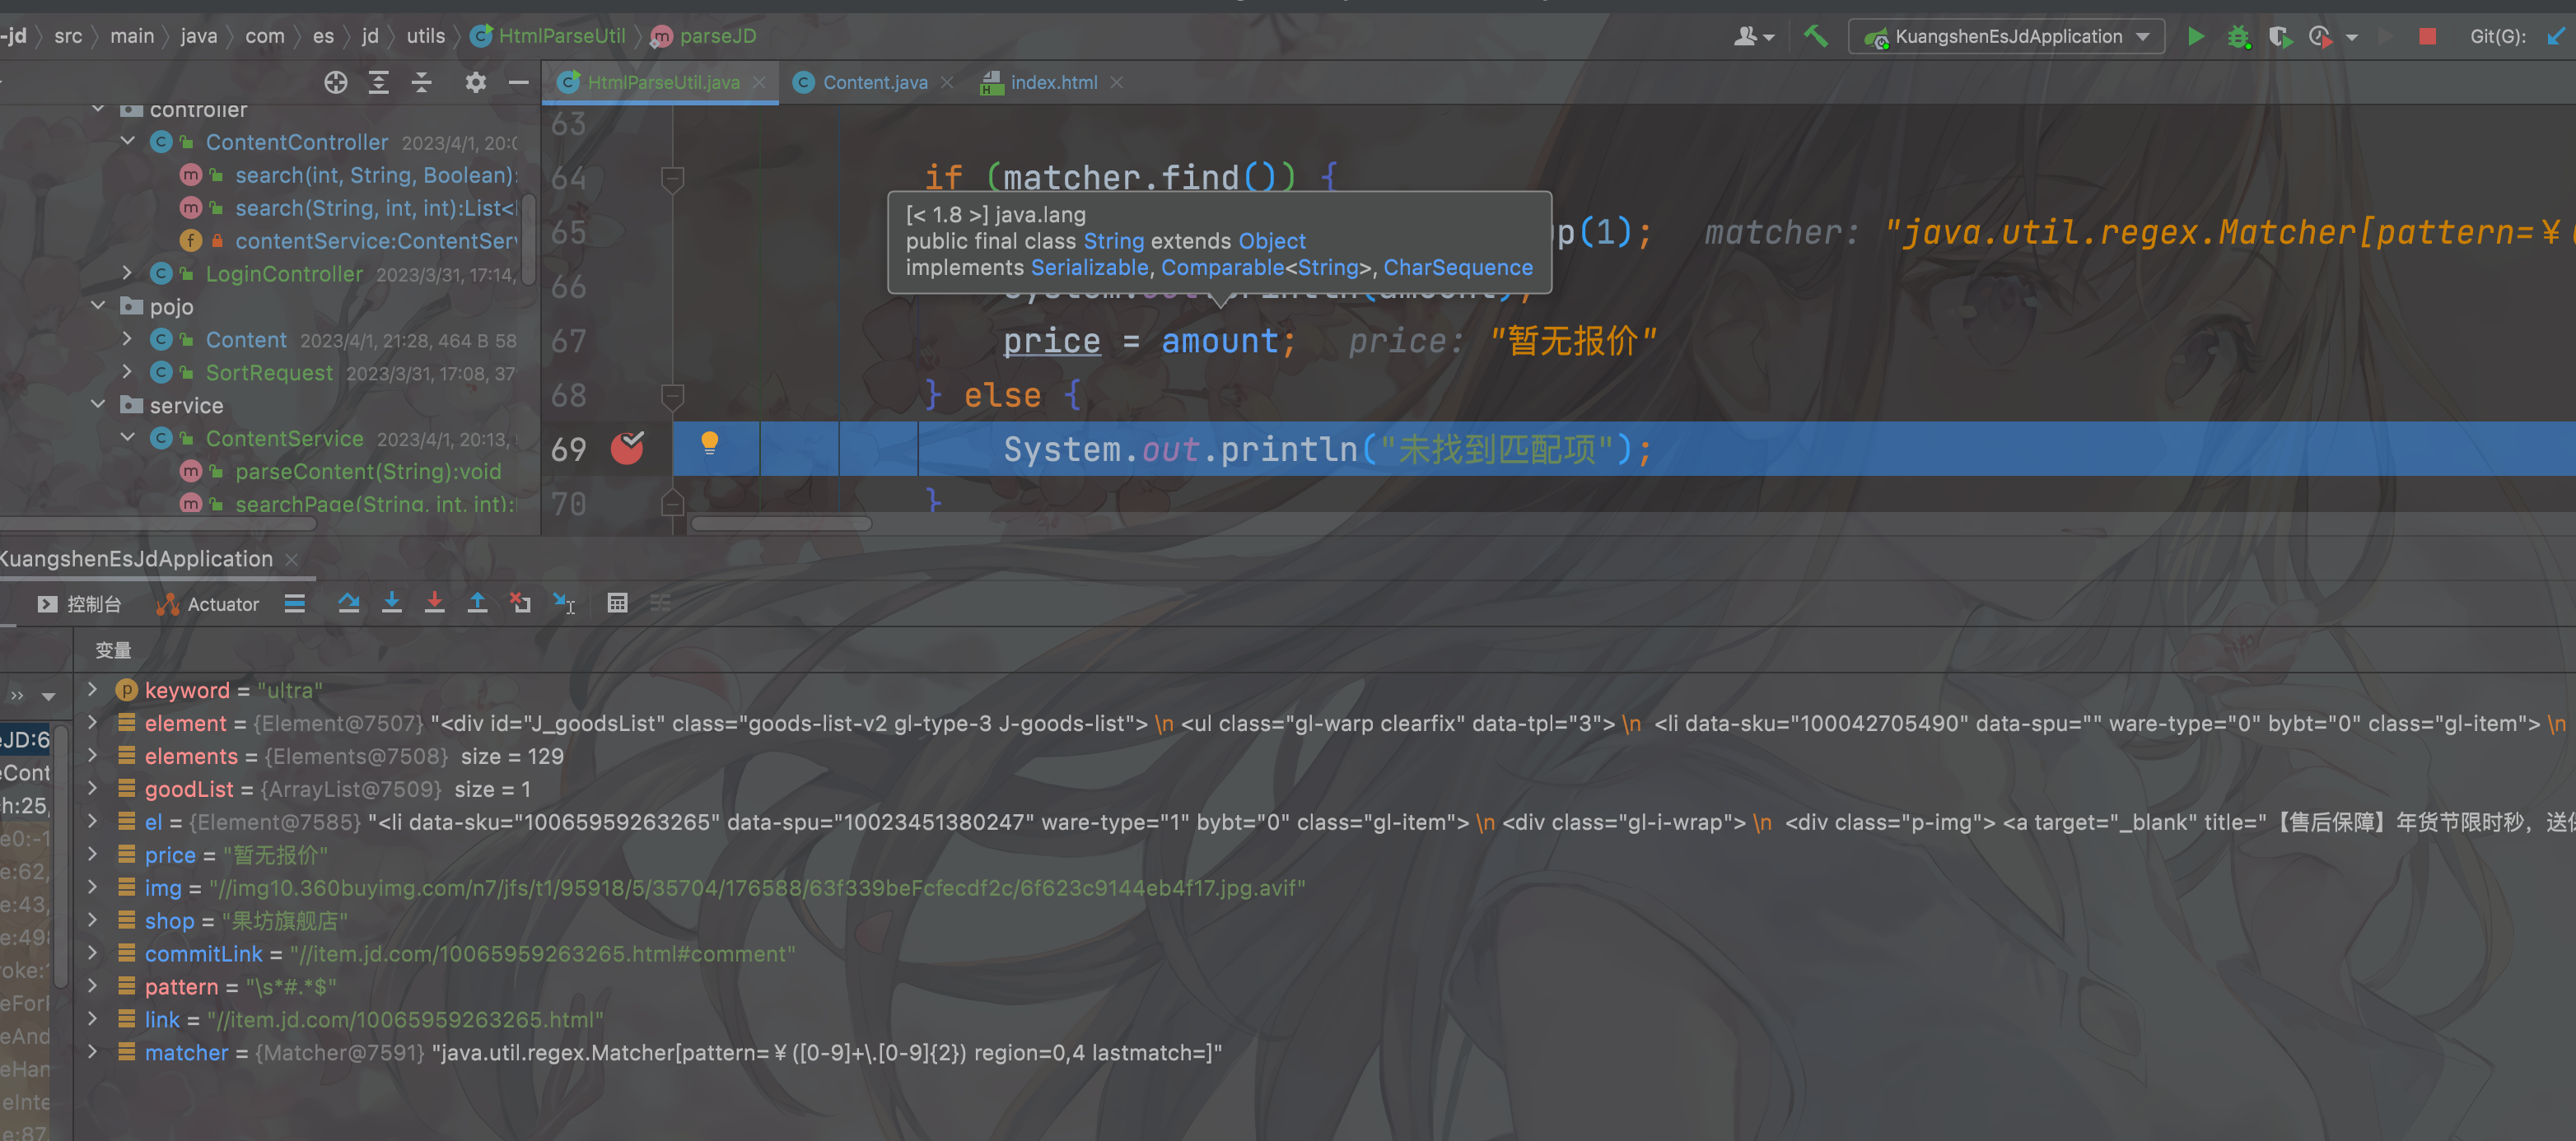 -jd src main java com es jd utils HtmlParseUtil parseJD KuangshenEsJdApplication Git(G):
HtmlParseUtil.java Content.java index.html
controller
ContentController 2023/4/1, 20:0
search(int, String, Boolean):
search(String, int, int):List<
contentService:ContentSer
LoginController 2023/3/31, 17:14,
pojo
Content 2023/4/1, 21:28, 464 B 58
SortRequest 2023/3/31, 17:08, 37
service
ContentService 2023/4/1, 20:13,
parseContent(String):void
searchPage(String, int, int):
63
64 if (matcher.find()) {
[< 1.8 >] java.lang
public final class String extends Object
implements Serializable, Comparable<String>, CharSequence
65 p(1); matcher: "java.util.regex.Matcher[pattern=¥(
66 System.out.println(amount);
67 price = amount; price: "暂无报价"
68 } else {
69 System.out.println("未找到匹配项");
70 }
KuangshenEsJdApplication
控制台 Actuator
变量
keyword = "ultra"
element = {Element@7507} "<div id="J_goodsList" class="goods-list-v2 gl-type-3 J-goods-list"> \n <ul class="gl-warp clearfix" data-tpl="3"> \n <li data-sku="100042705490" data-spu="" ware-type="0" bybt="0" class="gl-item"> \n
elements = {Elements@7508} size = 129
goodList = {ArrayList@7509} size = 1
el = {Element@7585} "<li data-sku="10065959263265" data-spu="10023451380247" ware-type="1" bybt="0" class="gl-item"> \n <div class="gl-i-wrap"> \n <div class="p-img"> <a target="_blank" title="【售后保障】年货节限时秒，送
price = "暂无报价"
img = "//img10.360buyimg.com/n7/jfs/t1/95918/5/35704/176588/63f339beFcfecdf2c/6f623c9144eb4f17.jpg.avif"
shop = "果坊旗舰店"
commitLink = "//item.jd.com/10065959263265.html#comment"
pattern = "\s*#.*$"
link = "//item.jd.com/10065959263265.html"
matcher = {Matcher@7591} "java.util.regex.Matcher[pattern=¥([0-9]+\.[0-9]{2}) region=0,4 lastmatch=]"
eJD:6
eCont
h:25,
e0:-1
e:62,
e:43,
e:498
oke:
eForF
eAnd
eHan
eInte
e:87